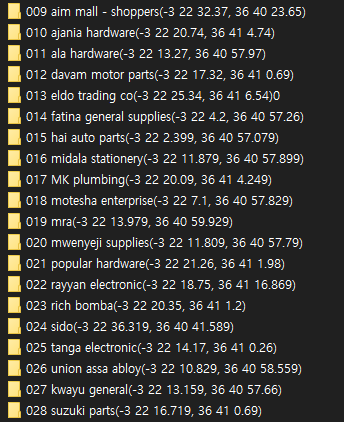 009 aim mall - shoppers(-3 22 32.37, 36 40 23.65)
010 ajania hardware(-3 22 20.74, 36 41 4.74)
011 ala hardware(-3 22 13.27, 36 40 57.97)
012 davam motor parts(-3 22 17.32, 36 41 0.69)
013 eldo trading co(-3 22 25.34, 36 41 6.54)0
014 fatina general supplies(-3 22 4.2, 36 40 57.26)
015 hai auto parts(-3 22 2.399, 36 40 57.079)
016 midala stationery(-3 22 11.879, 36 40 57.899)
017 MK plumbing(-3 22 20.09, 36 41 4.249)
018 motesha enterprise(-3 22 7.1, 36 40 57.829)
019 mra(-3 22 13.979, 36 40 59.929)
020 mwenyeji supplies(-3 22 11.809, 36 40 57.79)
021 popular hardware(-3 22 21.26, 36 41 1.98)
022 rayyan electronic(-3 22 18.75, 36 41 16.869)
023 rich bomba(-3 22 20.35, 36 41 1.2)
024 sido(-3 22 36.319, 36 40 41.589)
025 tanga electronic(-3 22 14.17, 36 41 0.26)
026 union assa abloy(-3 22 10.829, 36 40 58.559)
027 kwayu general(-3 22 13.159, 36 40 57.66)
028 suzuki parts(-3 22 16.719, 36 41 0.69)